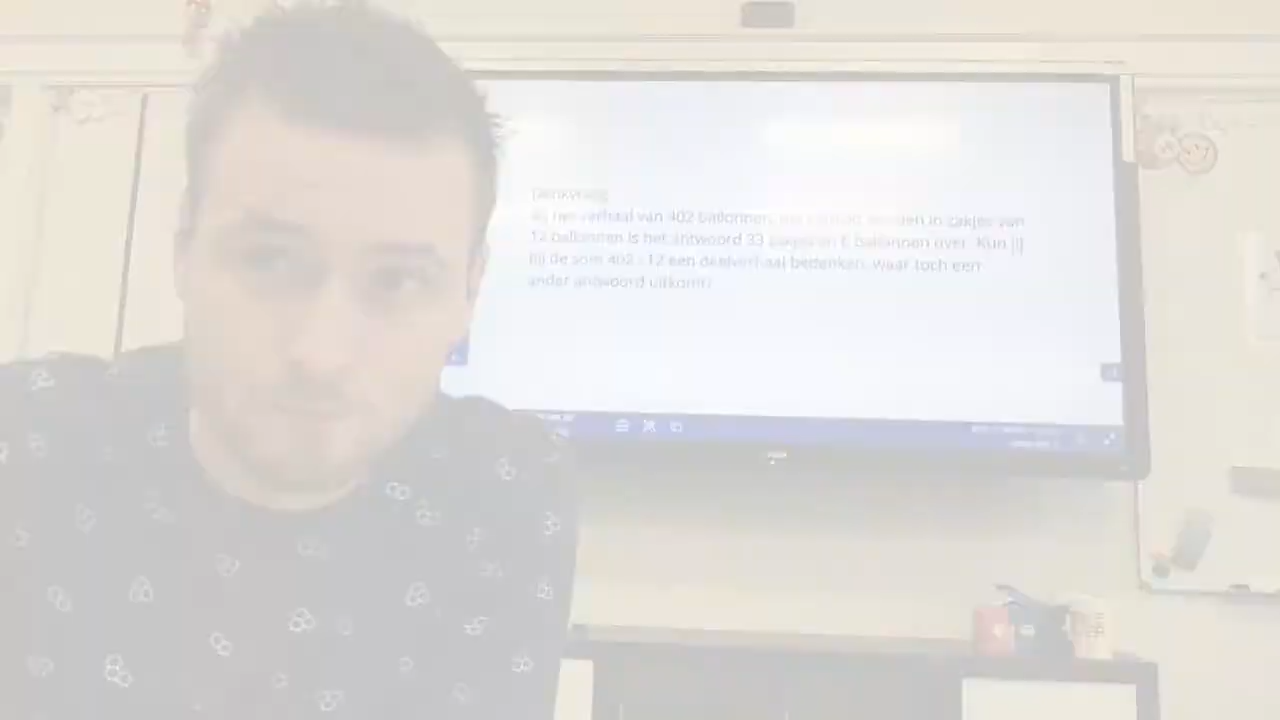 Denkvraag
Bij het verhaal van 402 ballonnen, die verpakt worden in zakjes van
12 ballonnen is het antwoord 33 zakjes en 6 ballonnen over. Kun jij
bij de som 402 : 12 een deelverhaal bedenken, waar toch een
ander antwoord uitkomt?